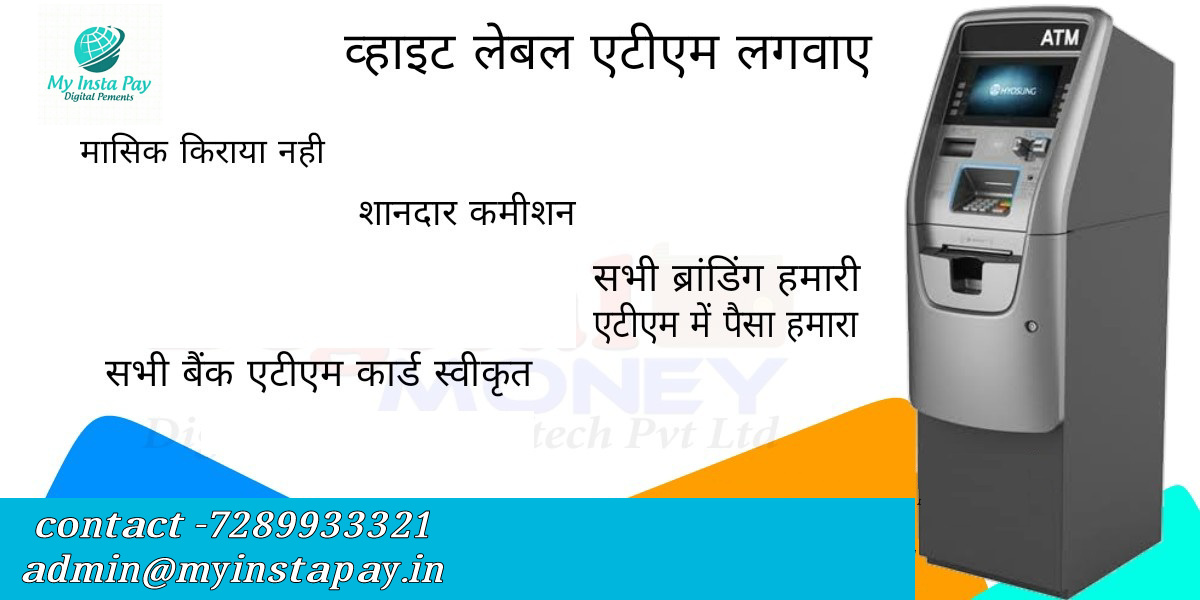 My Insta Pay
Digital Pements
व्हाइट लेबल एटीएम लगवाए
ATM
मासिक किराया नही
शानदार कमीशन
सभी ब्रांडिंग हमारी
एटीएम में पैसा हमारा
सभी बैंक एटीएम कार्ड स्वीकृत
MONEY
tech Pvt Ltd
contact -7289933321
admin@myinstapay.in